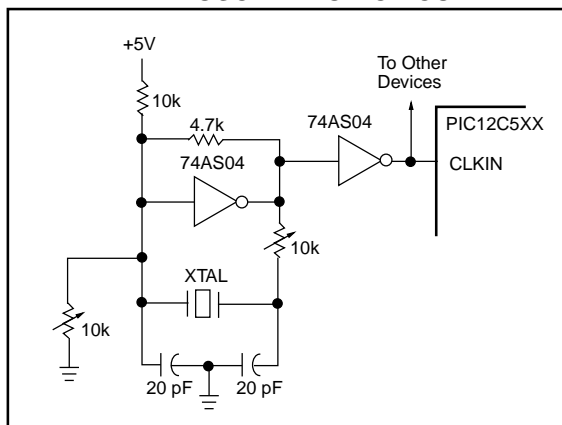 +5V
To Other
Devices
10k
4.7k
74AS04
PIC12C5XX
74AS04
CLKIN
10k
XTAL
10k
20 pF
20 pF